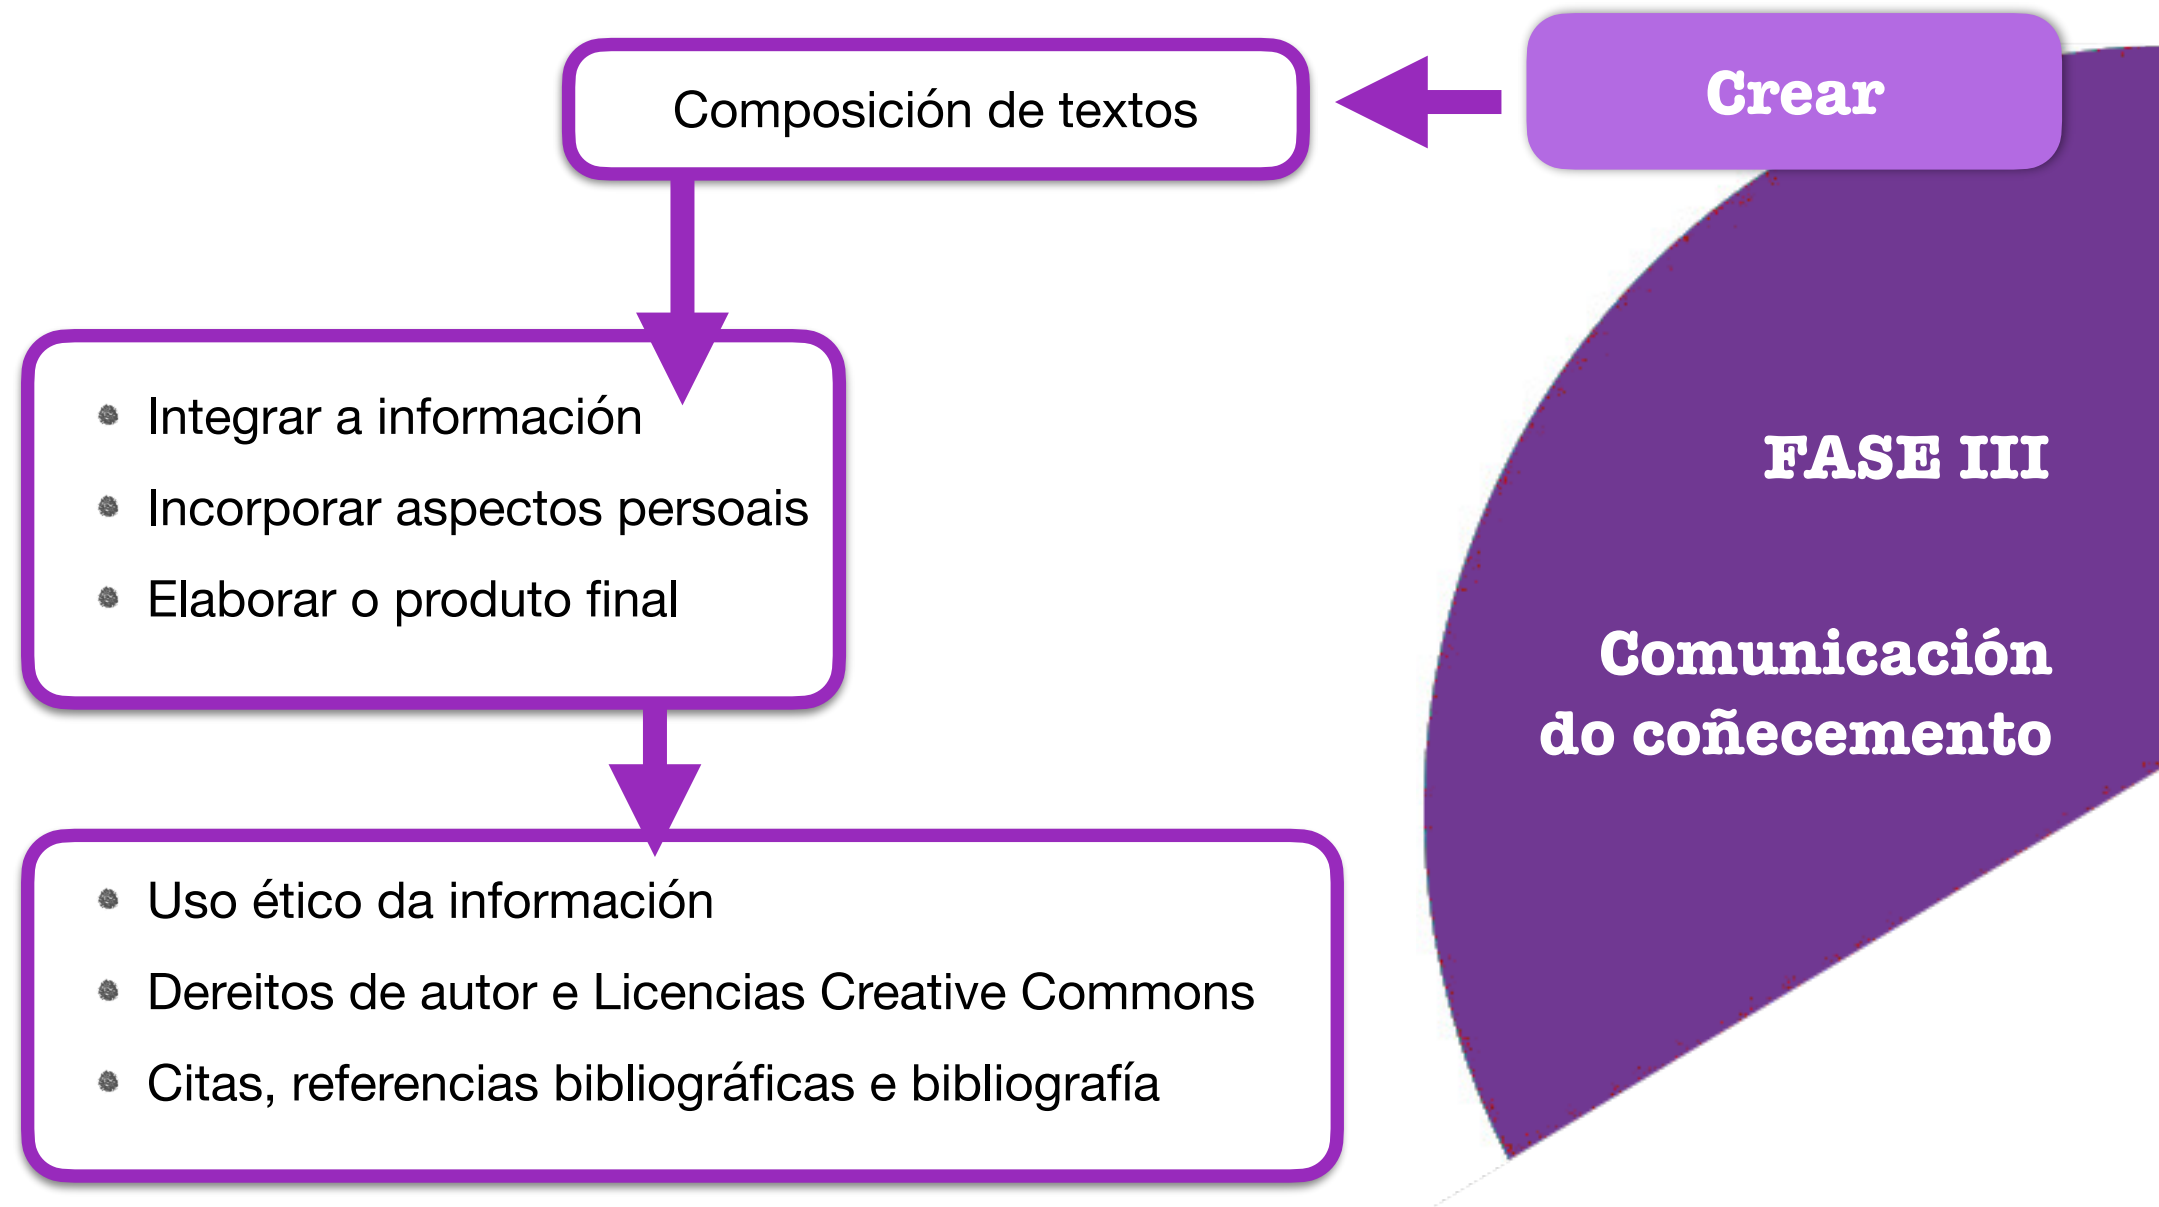 Crear
Composición de textos
Integrar a información
Incorporar aspectos persoais
Elaborar o produto final
Uso ético da información
Dereitos de autor e Licencias Creative Commons
Citas, referencias bibliográficas e bibliografía
FASE III
Comunicación
do coñecemento